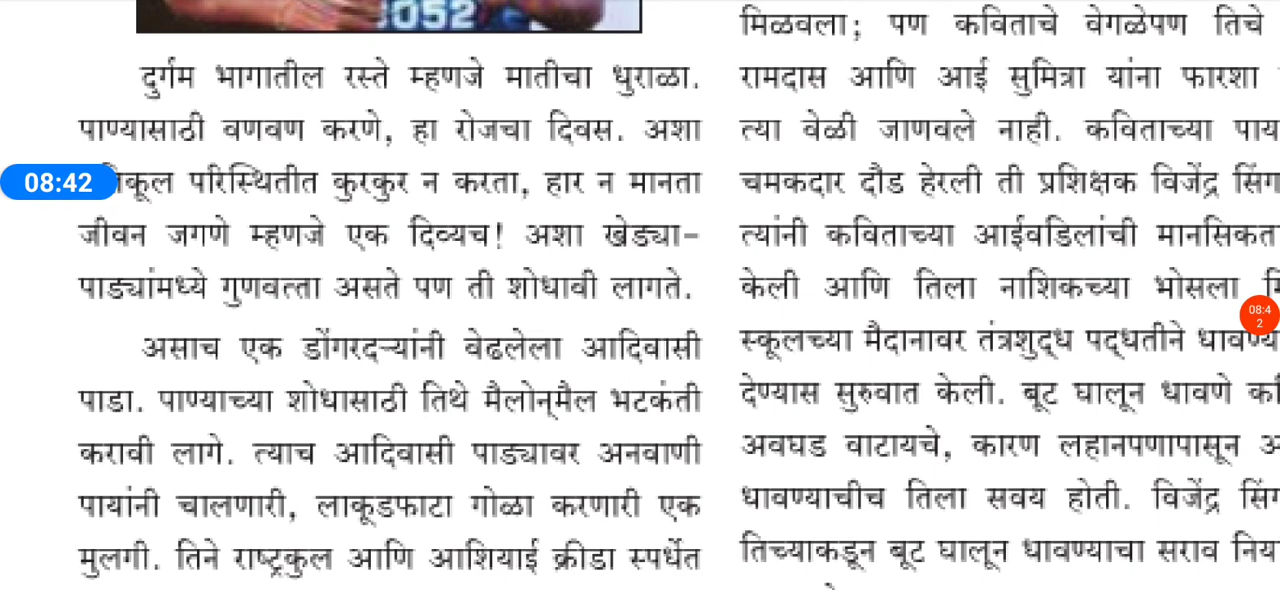 1052
दुर्गम भागातील रस्ते म्हणजे मातीचा धुराळा.
पाण्यासाठी वणवण करणे, हा रोजचा दिवस. अशा
परिस्थितीत कुरकुर न करता, हार न मानता
जीवन जगणे म्हणजे एक दिव्यच! अशा खेड्या-
पाड्यांमध्ये गुणवत्ता असते पण ती शोधावी लागते.
असाच एक डोंगरदऱ्यांनी वेढलेला आदिवासी
पाडा. पाण्याच्या शोधासाठी तिथे मैलोन्‌मैल भटकंती
करावी लागे. त्याच आदिवासी पाड्यावर अनवाणी
पायांनी चालणारी, लाकूडफाटा गोळा करणारी एक
मुलगी. तिने राष्ट्रकुल आणि आशियाई क्रीडा स्पर्धेत
08:42
मिळवला; पण कविताचे वेगळेपण तिचे
रामदास आणि आई सुमित्रा यांना फारशा
त्या वेळी जाणवले नाही. कविताच्या पाय
चमकदार दौड हेरली ती प्रशिक्षक विजेंद्र सिंग
त्यांनी कविताच्या आईवडिलांची मानसिकता
केली आणि तिला नाशिकच्या भोसला
स्कूलच्या मैदानावर तंत्रशुद्ध पद्धतीने
देण्यास सुरुवात केली. बूट घालून धावणे
अवघड वाटायचे, कारण लहानपणापासून
धावण्याचीच तिला सवय होती. विजेंद्र सिंग
तिच्याकडून बूट घालून धावण्याचा सराव
08:4
2